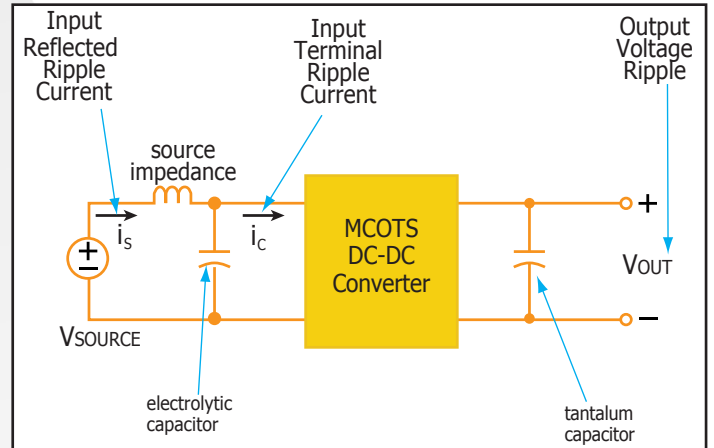 Input
Reflected
Ripple
Current
Input
Terminal
Ripple
Current
Output
Voltage
Ripple
source
impedance
iS
iC
MCOTS
DC-DC
Converter
+
−
VSOURCE
+
VOUT
−
electrolytic
capacitor
tantalum
capacitor